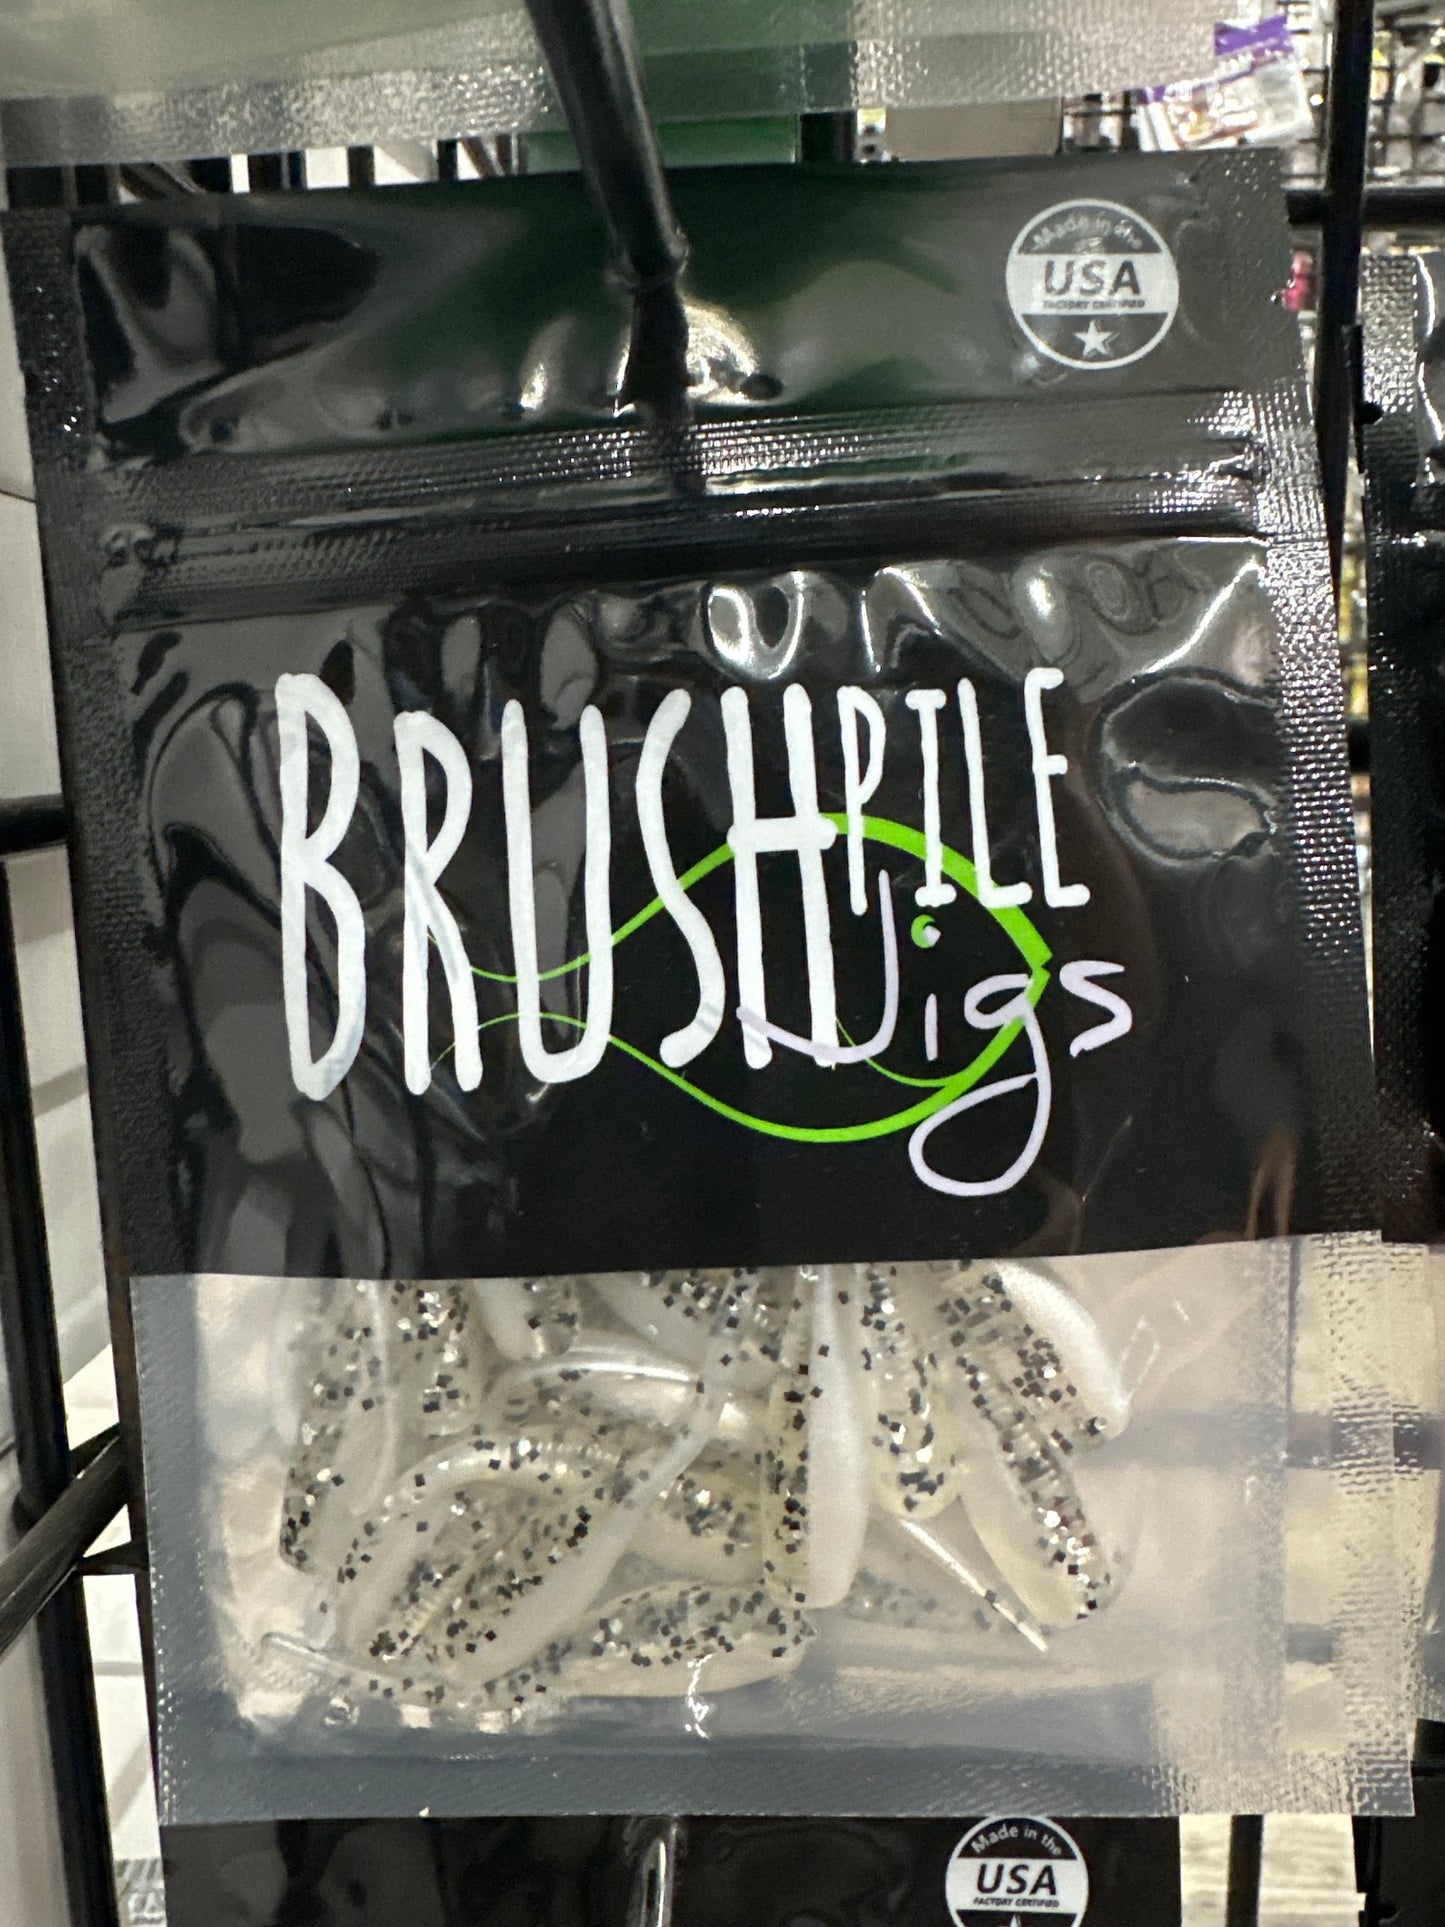 Made in the
USA
FACTORY CERTIFIED
BRUSHPILE
Jigs
Made in the
USA
FACTORY CERTIFIED